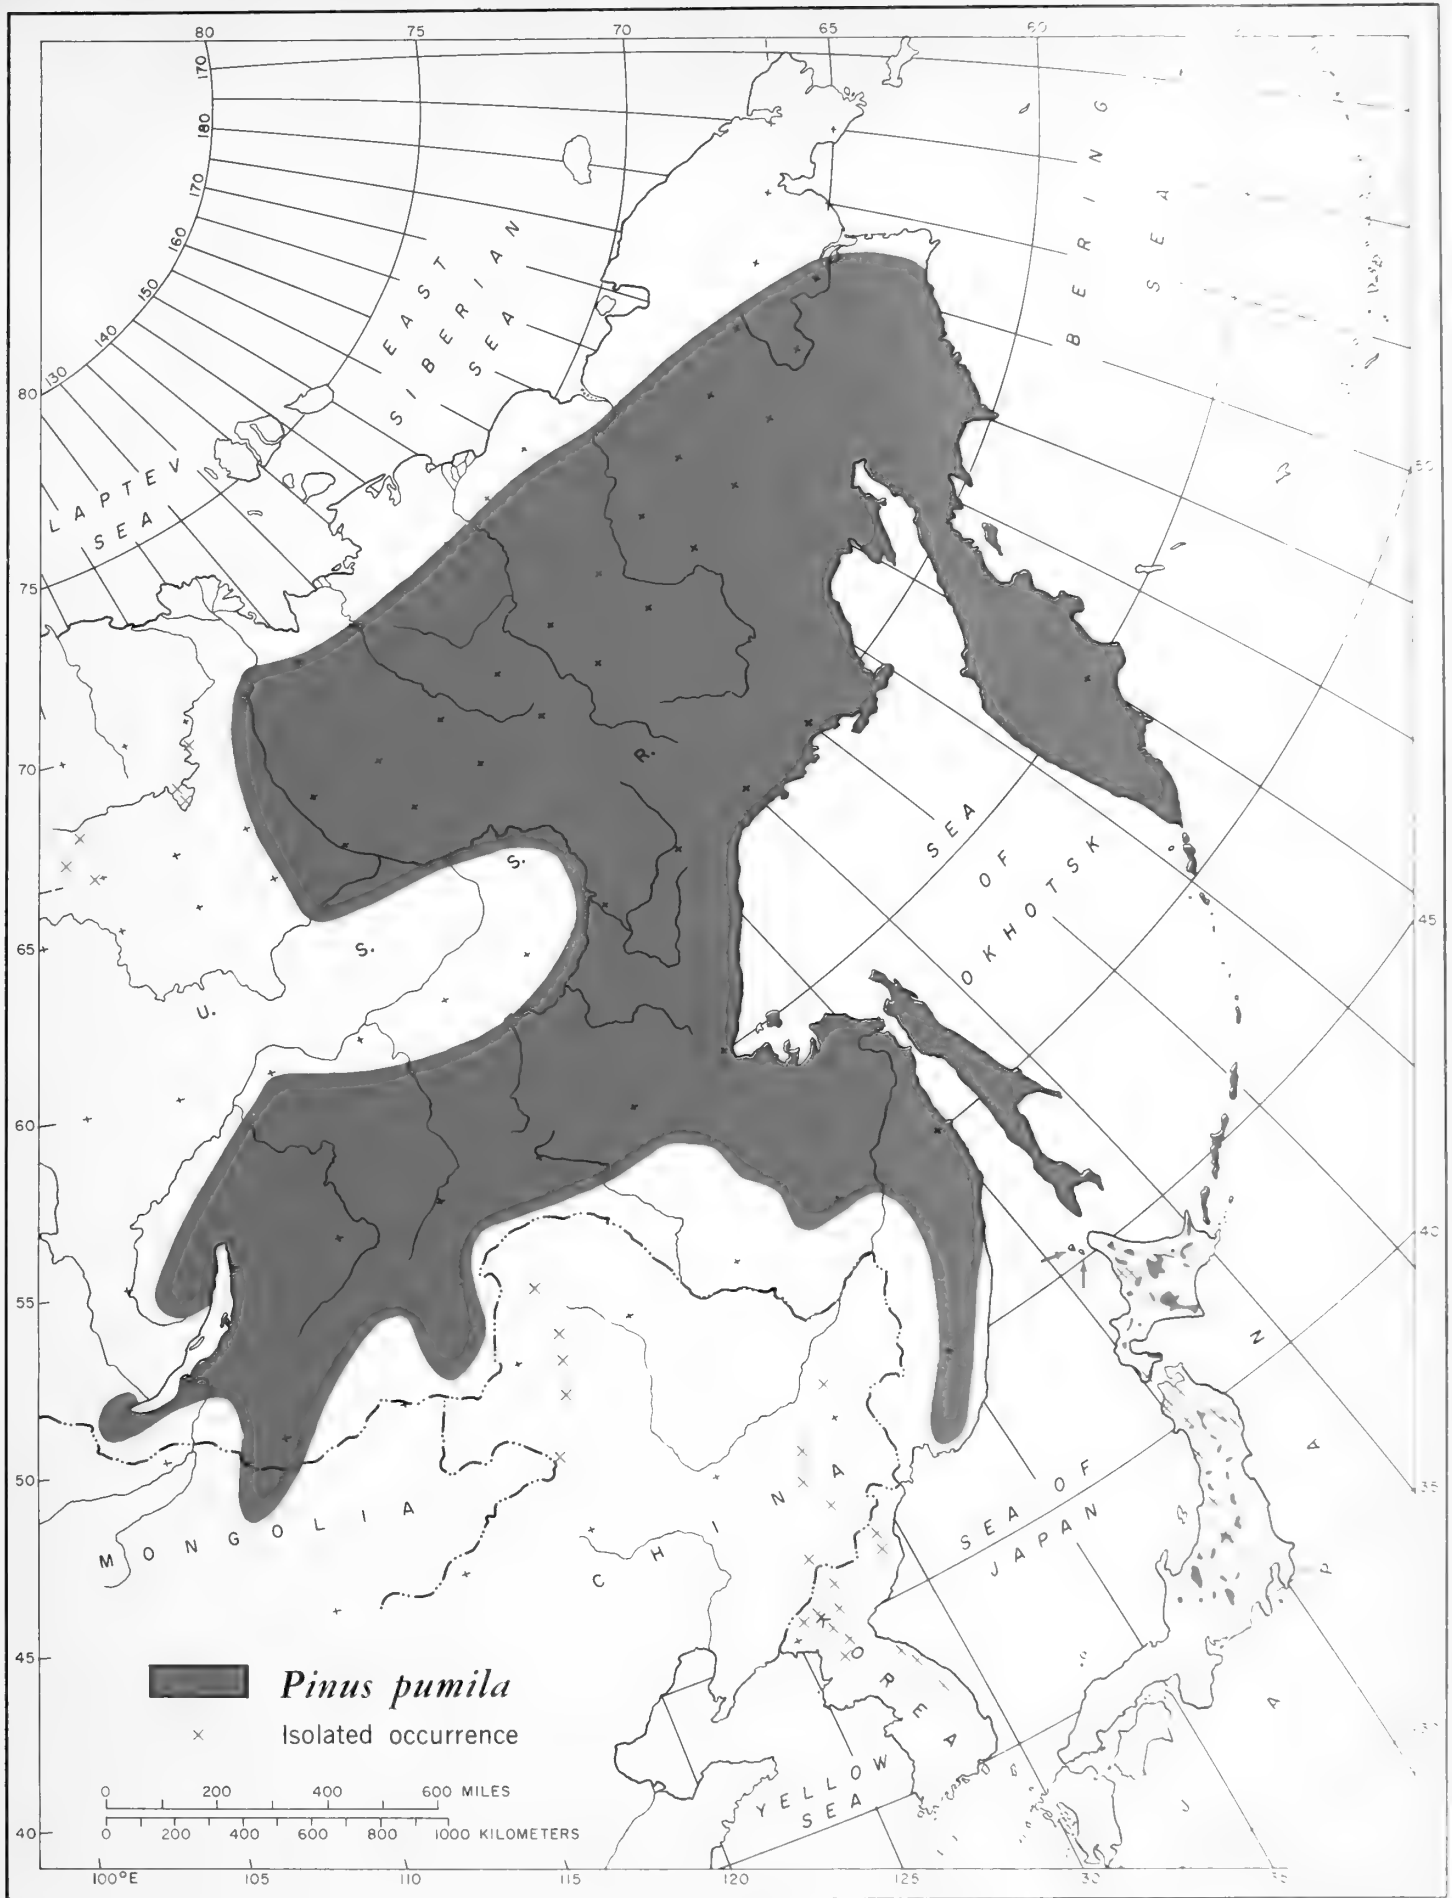 80 75 70 65 60
170
180
170
160
150
140
130
80
75
70
65
60
55
50
45
40
50
45
40
35
BERING
SEA
EAST
SIBERIAN
SEA
LAPTEV
SEA
R.
S.
S.
U.
SEA
OF
OKHOTSK
MONGOLIA
CHINA
SEA OF
JAPAN
KOREA
YELLOW
SEA
JAPAN
Pinus pumila
× Isolated occurrence
0 200 400 600 MILES
0 200 400 600 800 1000 KILOMETERS
100°E 105 110 115 120 125